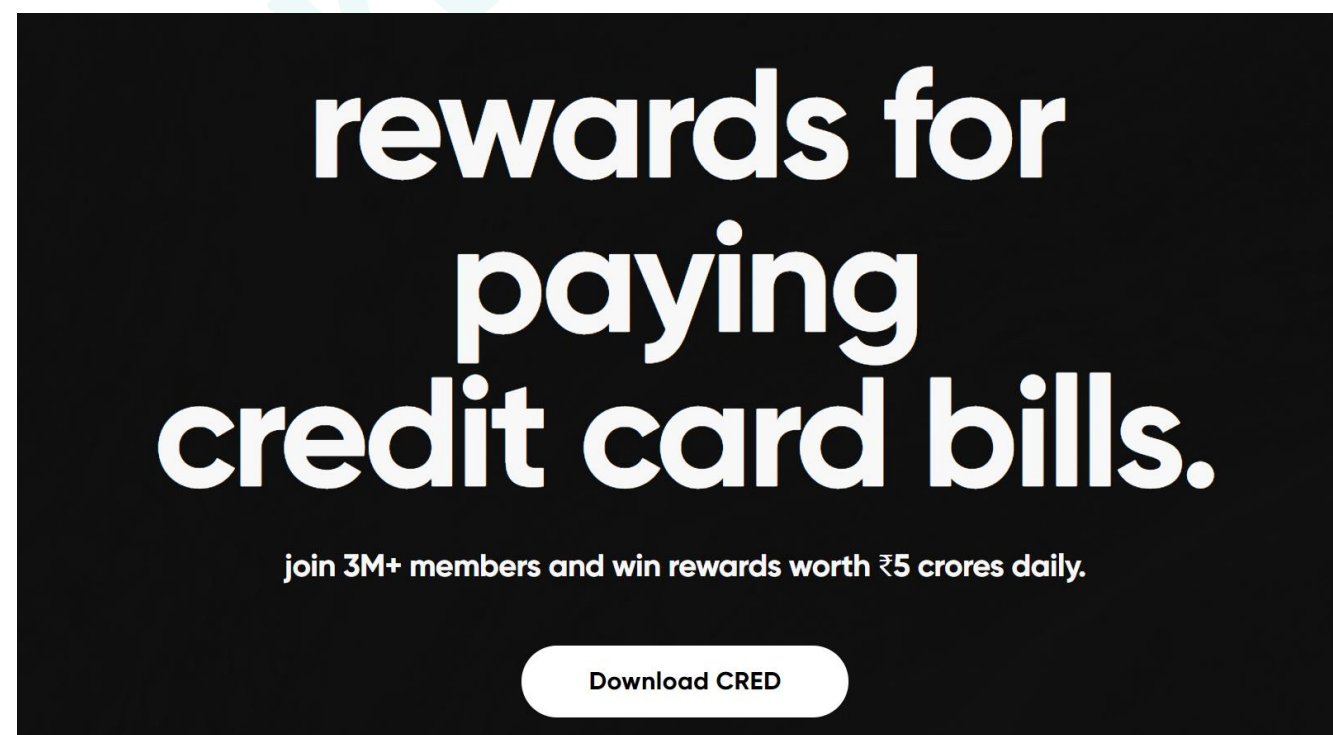 rewards for
paying
credit card bills.
join 3M+ members and win rewards worth ₹5 crores daily.
Download CRED